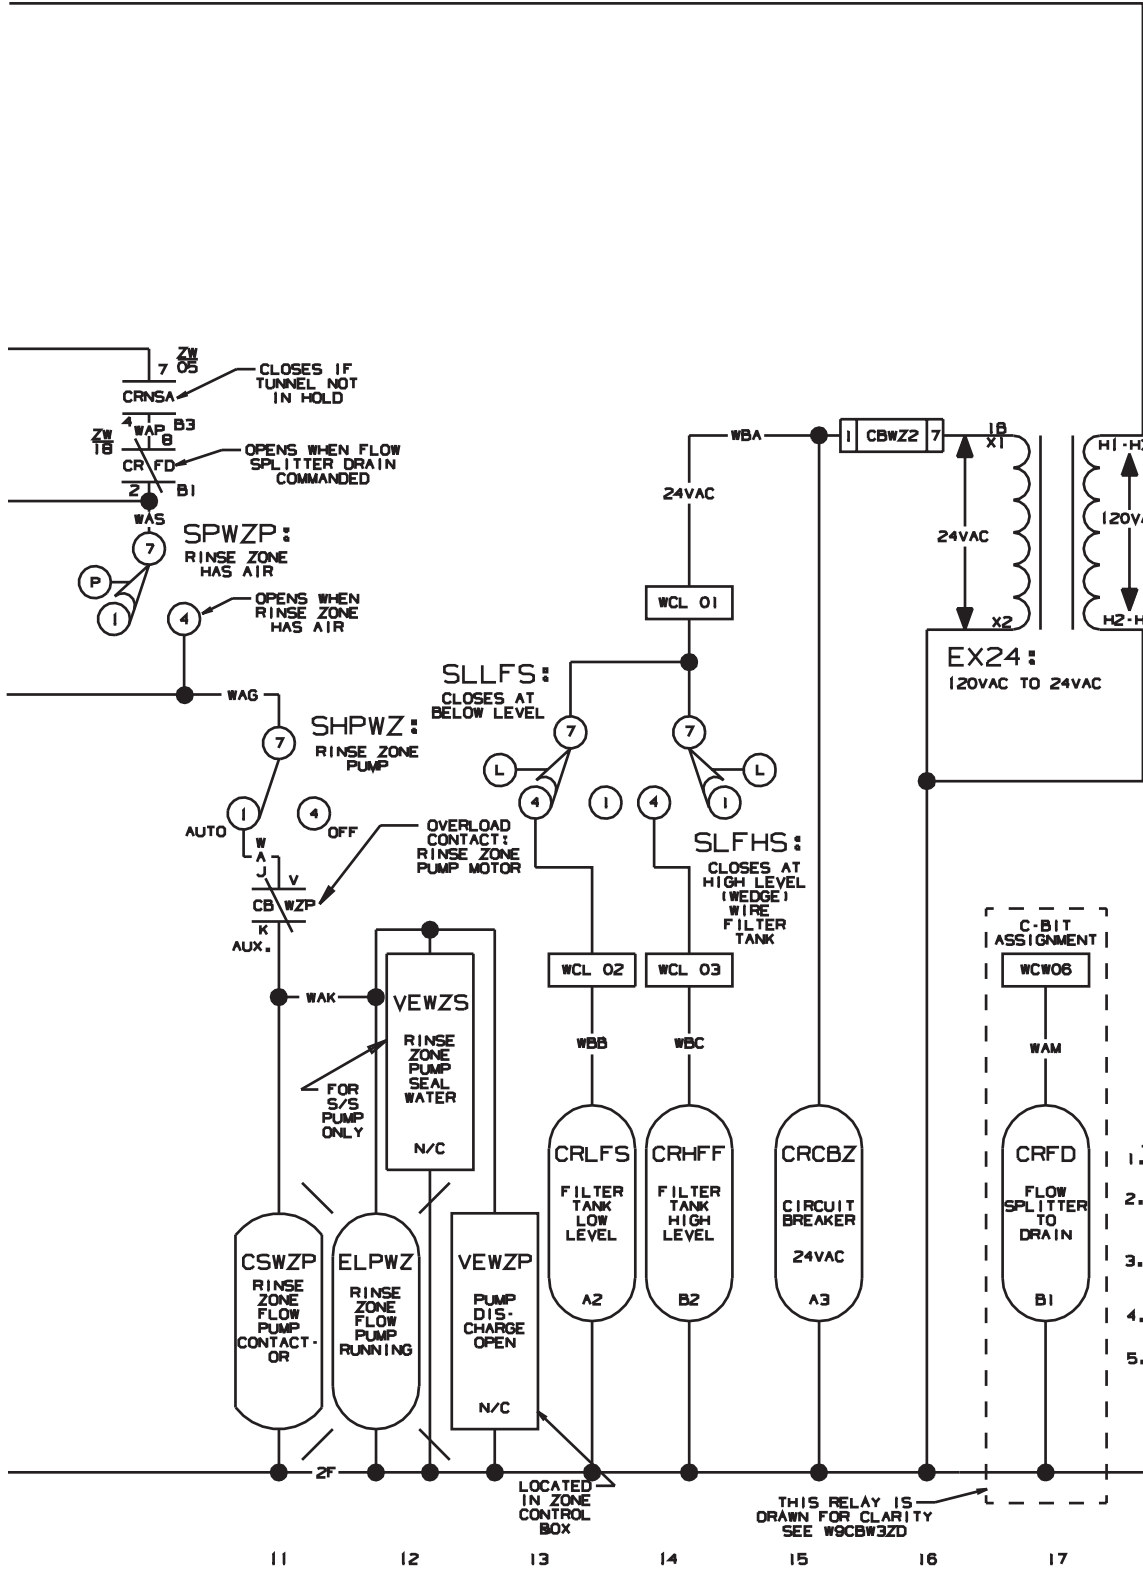 7
ZW
05
CRNSA
CLOSES IF
TUNNEL NOT
IN HOLD
4
WAP
B3
ZW
18
8
CR FD
2
B1
OPENS WHEN FLOW
SPLITTER DRAIN
COMMANDED
WAS
SPWZP:
RINSE ZONE
HAS AIR
7
P
1
4
OPENS WHEN
RINSE ZONE
HAS AIR
WAG
SHPWZ:
RINSE ZONE
PUMP
7
1
4
AUTO
OFF
W
A
J
V
CB WZP
K
AUX.
OVERLOAD
CONTACT:
RINSE ZONE
PUMP MOTOR
WBA
1
CBWZ2
7
18
X1
H1-H
24VAC
24VAC
120V
X2
H2-H
EX24:
120VAC TO 24VAC
WCL 01
SLLFS:
CLOSES AT
BELOW LEVEL
7
7
L
L
4
1
4
1
SLFHS:
CLOSES AT
HIGH LEVEL
(WEDGE)
WIRE
FILTER
TANK
WAK
VEWZS
RINSE
ZONE
PUMP
SEAL
WATER
N/C
FOR
S/S
PUMP
ONLY
WCL 02
WCL 03
WBB
WBC
C-BIT
ASSIGNMENT
WCW06
WAM
CSWZP
RINSE
ZONE
FLOW
PUMP
CONTACT-
OR
ELPWZ
RINSE
ZONE
FLOW
PUMP
RUNNING
VEWZP
PUMP
DIS-
CHARGE
OPEN
N/C
CRLFS
FILTER
TANK
LOW
LEVEL
A2
CRHFF
FILTER
TANK
HIGH
LEVEL
B2
CRCBZ
CIRCUIT
BREAKER
24VAC
A3
CRFD
FLOW
SPLITTER
TO
DRAIN
B1
1.
2.
3.
4.
5.
2F
LOCATED
IN ZONE
CONTROL
BOX
THIS RELAY IS
DRAWN FOR CLARITY
SEE W9CBW3ZD
11
12
13
14
15
16
17